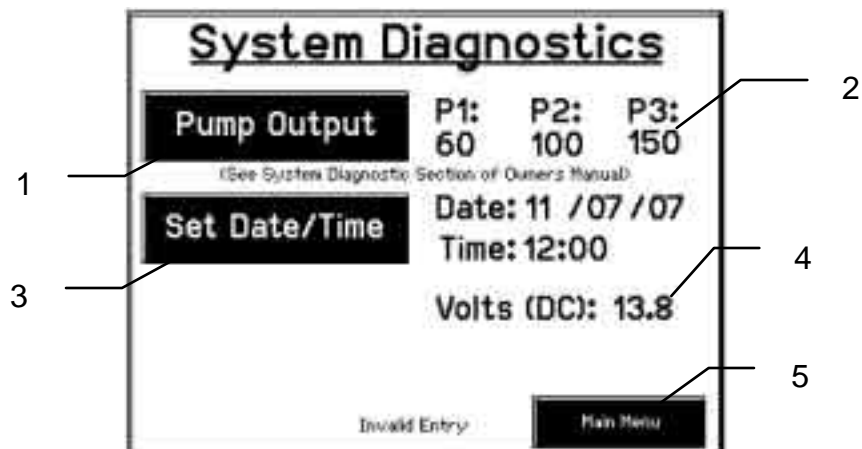 System Diagnostics
Pump Output
P1: P2: P3:
60 100 150
(See System Diagnostic Section of Owners Manual)
Set Date/Time
Date: 11 /07 /07
Time: 12:00
Volts (DC): 13.8
Invalid Entry
Main Menu
1
2
3
4
5